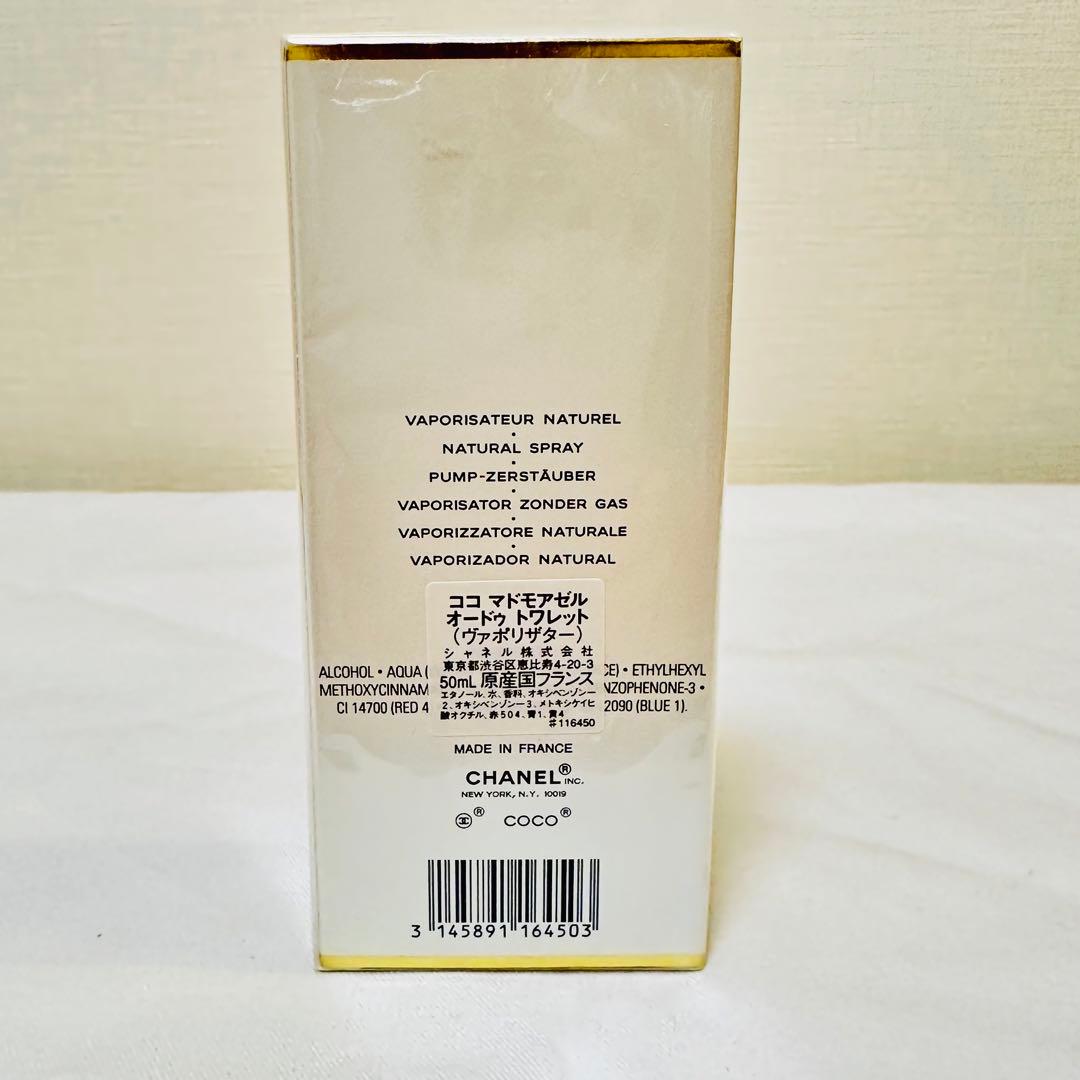 VAPORISATEUR NATUREL
•
NATURAL SPRAY
•
PUMP-ZERSTÄUBER
•
VAPORISATOR ZONDER GAS
•
VAPORIZZATORE NATURALE
•
VAPORIZADOR NATURAL
ココ マドモアゼル
オードゥ トワレット
(ヴァポリザター)
シャネル株式会社
東京都渋谷区恵比寿4-20-3
50mL 原産国フランス
エタノール、水、香料、オキシベンゾン-
2、オキシベンゾン-3、メトキシケイヒ
酸オクチル、赤504、青1、黄4
#116450
ALCOHOL • AQUA ( CE) • ETHYLHEXYL
METHOXYCINNAM NZOPHENONE-3 •
CI 14700 (RED 4 2090 (BLUE 1).
MADE IN FRANCE
CHANEL® INC.
NEW YORK, N.Y. 10019
® COCO®
3 145891 164503